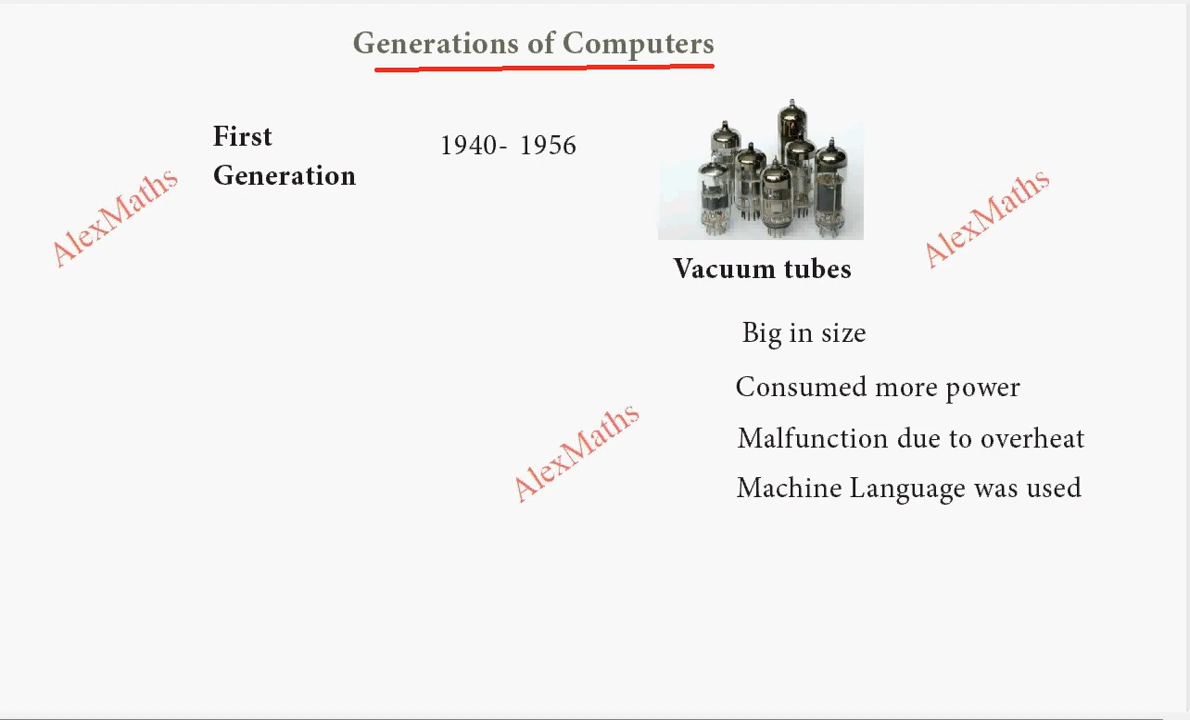 Generations of Computers
First
Generation
1940- 1956
AlexMaths
AlexMaths
Vacuum tubes
Big in size
Consumed more power
Malfunction due to overheat
AlexMaths
Machine Language was used